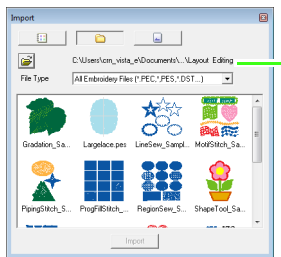 Import
C:\Users\crn_vista_e\Documents\...\Layout Editing
File Type
All Embroidery Files (*.PEC,*.PES,*.DST...)
Gradation_Sa... Largelace.pes LineSew_Sampl... MotifStitch_Sa...
PipingStitch_S... ProgFillStitch_... RegionSew_S... ShapeTool_Sa...
Import